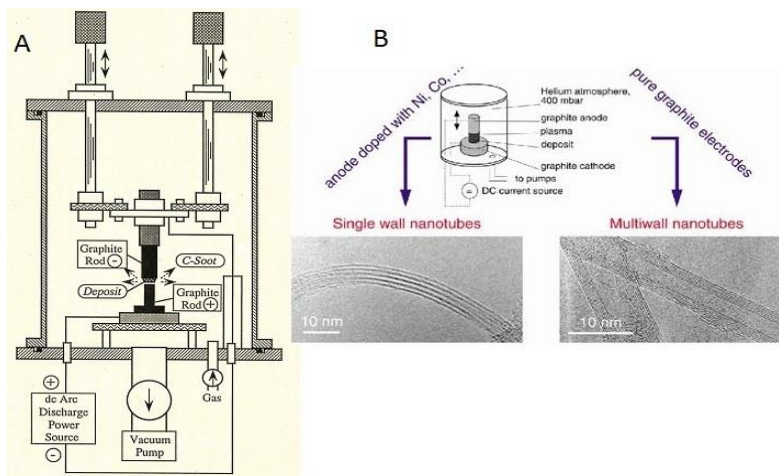 A
Graphite
Rod ⊖
C-Soot
Deposit
Graphite
Rod ⊕
⊕
dc Arc
Discharge
Power
Source
⊖
Vacuum
Pump
Gas
B
anode doped with Ni, Co, ...
Helium atmosphere,
400 mbar
graphite anode
plasma
deposit
graphite cathode
to pumps
DC current source
pure graphite electrodes
Single wall nanotubes
Multiwall nanotubes
10 nm
10 nm